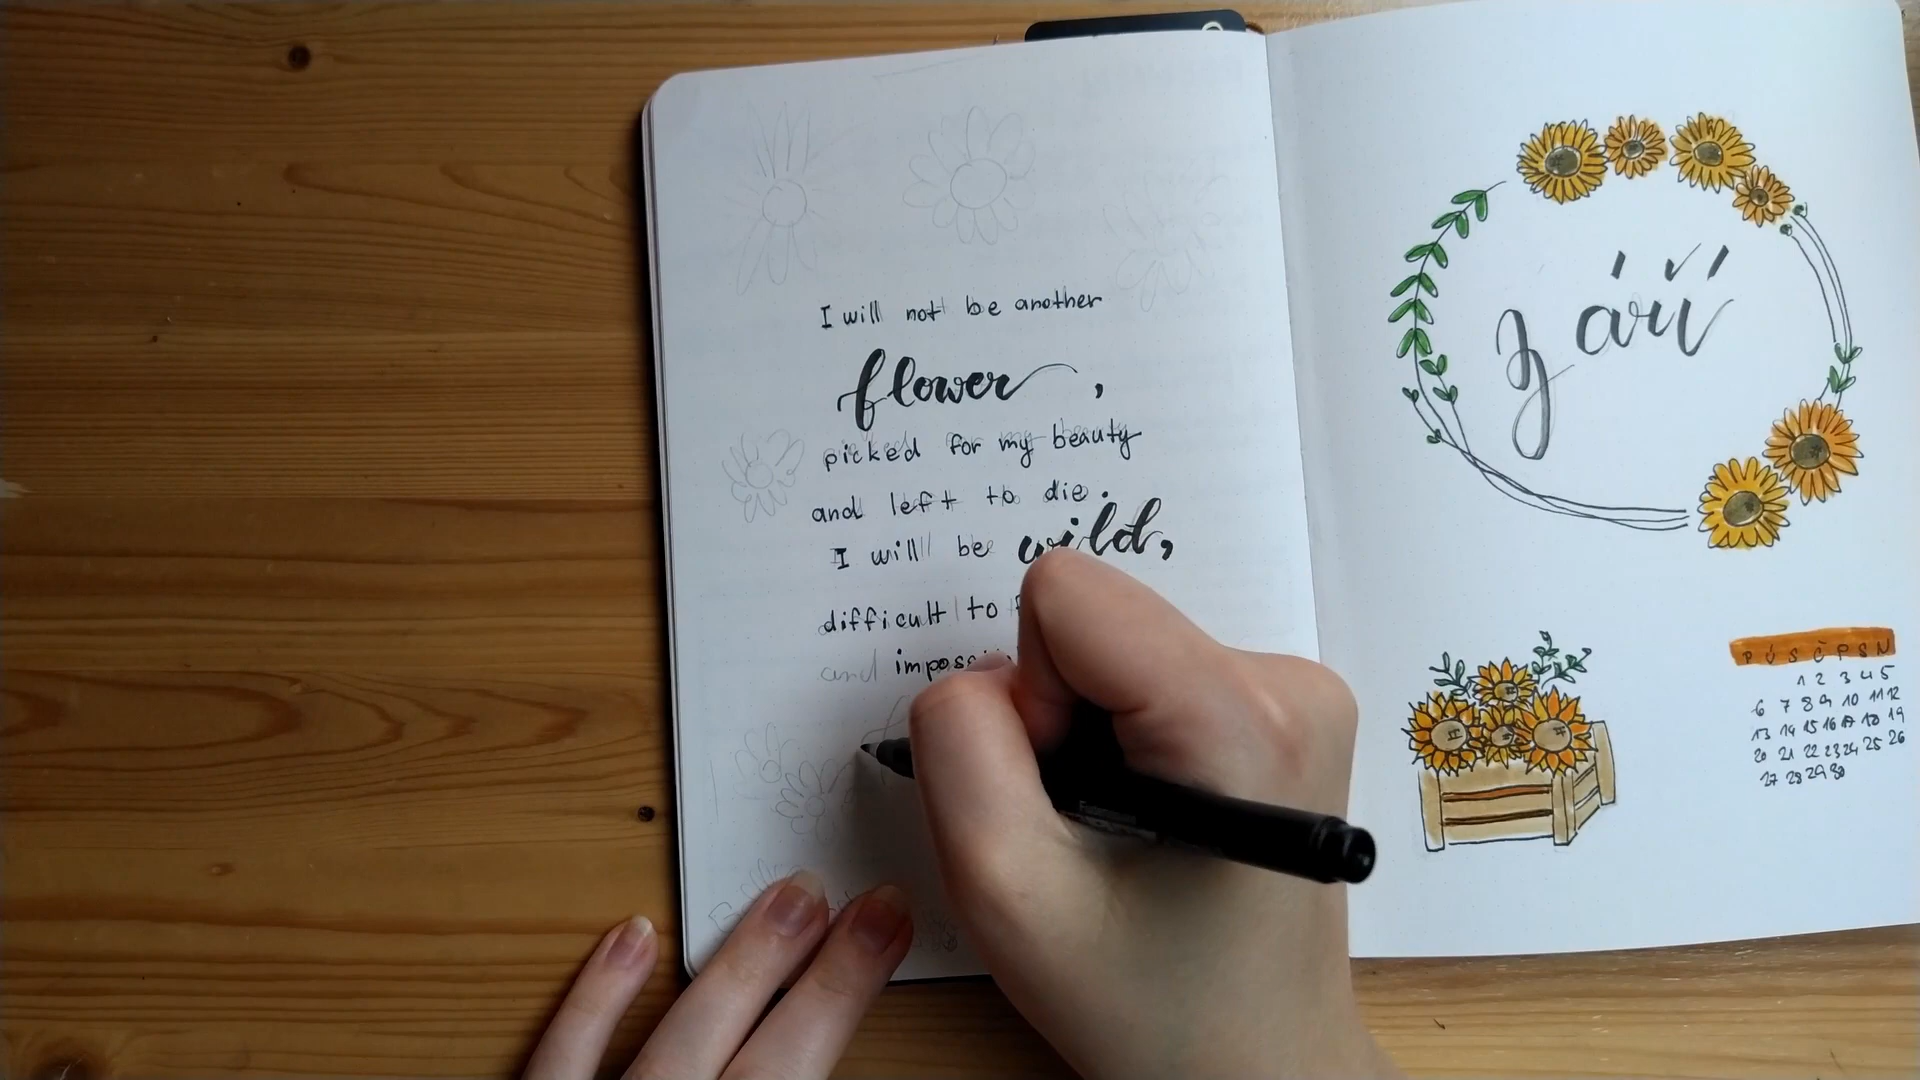 I will not be another
flower,
picked for my beauty
and left to die.
I will be wild,
difficult to
and
Září
P Ú S Č P S N
1 2 3 4 5
6 7 8 9 10 11 12
13 14 15 16 17 18 19
20 21 22 23 24 25 26
27 28 29 30